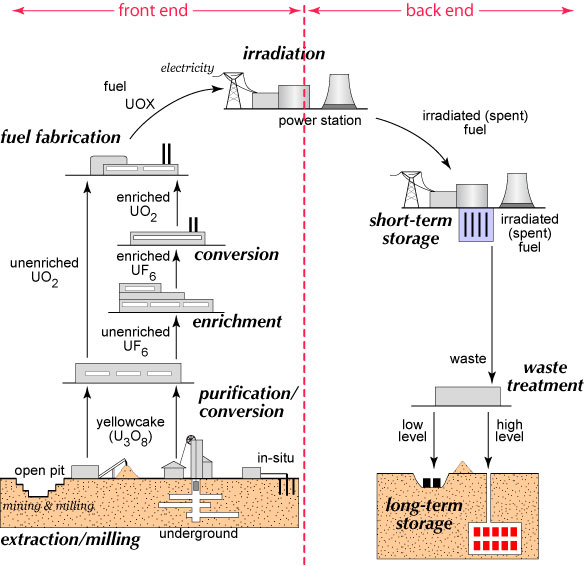 front end
back end
irradiation
electricity
fuel
UOX
power station
irradiated (spent)
fuel
fuel fabrication
enriched
UO2
short-term
storage
irradiated
(spent)
fuel
conversion
unenriched
UO2
enriched
UF6
enrichment
unenriched
UF6
waste
waste
treatment
purification/
conversion
yellowcake
(U3O8)
low
level
high
level
open pit
in-situ
mining & milling
long-term
storage
underground
extraction/milling